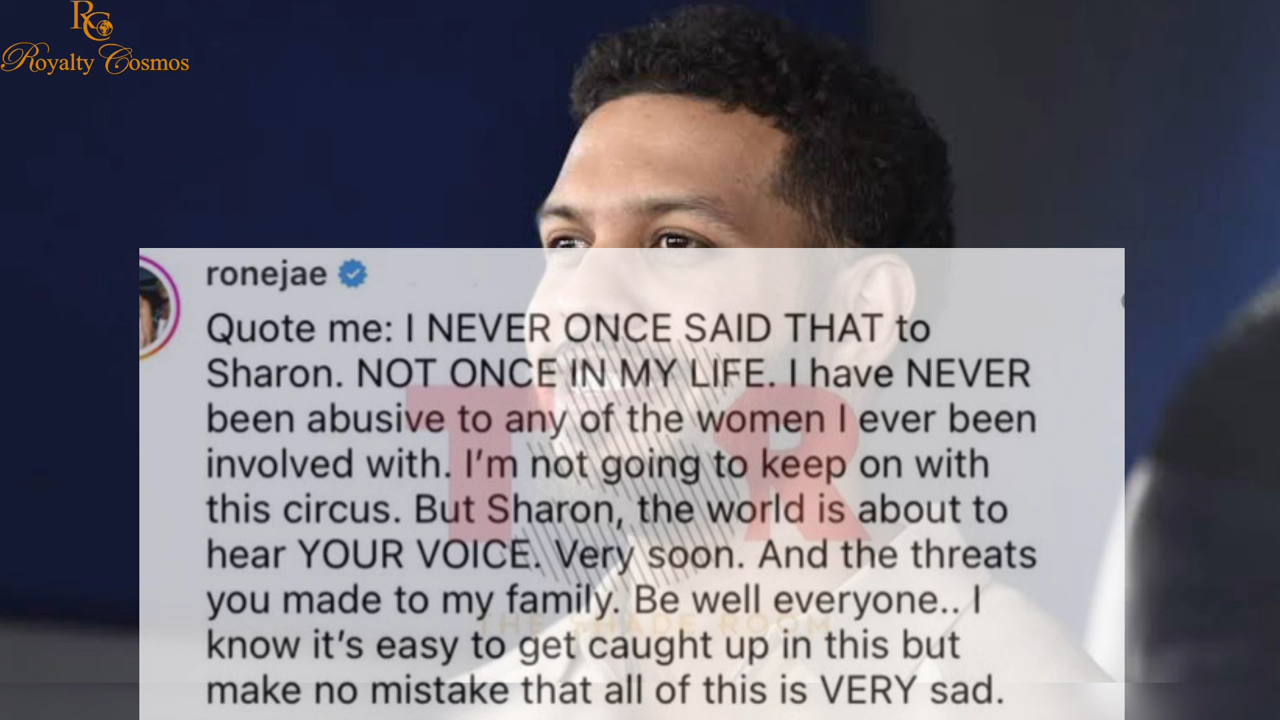 RC
Royalty Cosmos
ronejae
Quote me: I NEVER ONCE SAID THAT to
Sharon. NOT ONCE IN MY LIFE. I have NEVER
been abusive to any of the women I ever been
involved with. I'm not going to keep on with
this circus. But Sharon, the world is about to
hear YOUR VOICE. Very soon. And the threats
you made to my family. Be well everyone.. I
know it's easy to get caught up in this but
make no mistake that all of this is VERY sad.
T R
THE SHADE ROOM